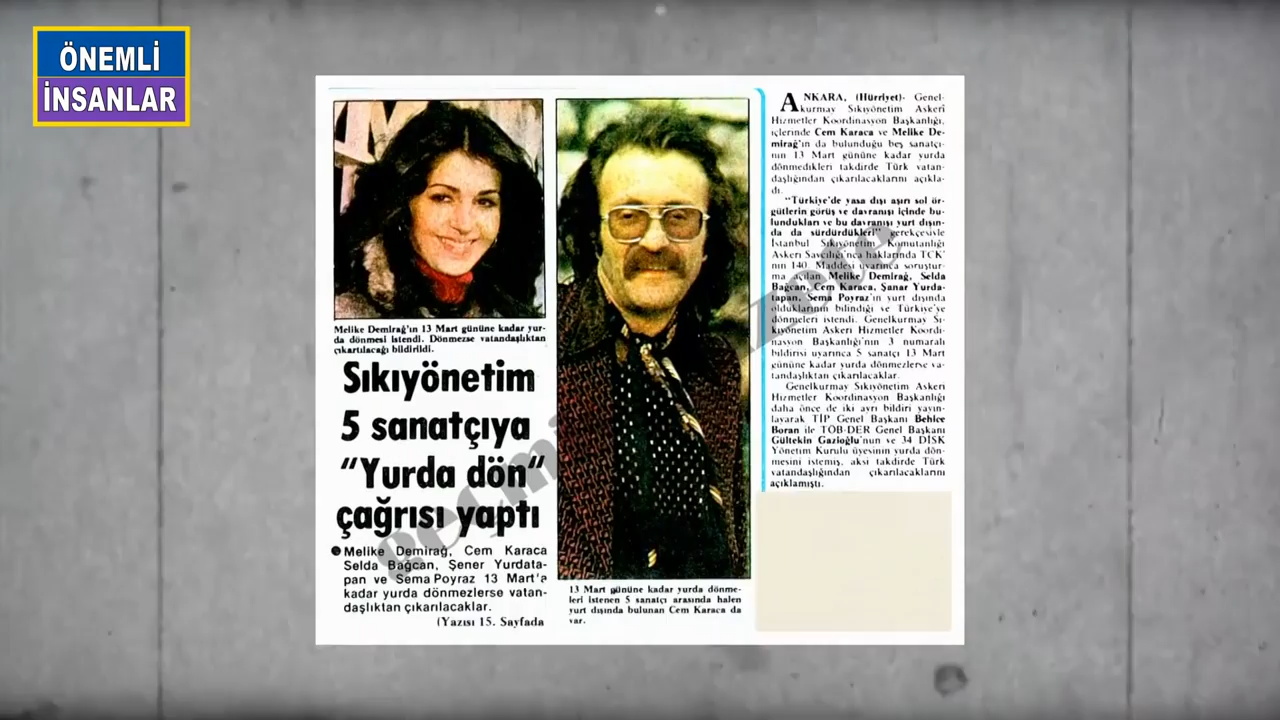 ÖNEMLİ
İNSANLAR
Melike Demirağ'ın 13 Mart gününe kadar yur-
da dönmesi istendi. Dönmezse vatandaşlıktan
çıkartılacağı bildirildi.
Sıkıyönetim
5 sanatçıya
"Yurda dön"
çağrısı yaptı
Melike Demirağ, Cem Karaca
Selda Bağcan, Şener Yurdata-
pan ve Sema Poyraz 13 Mart'a
kadar yurda dönmezlerse vatan-
daşlıktan çıkarılacaklar.
(Yazısı 15. Sayfada
13 Mart gününe kadar yurda dönme-
leri istenen 5 sanatçı arasında halen
yurt dışında bulunan Cem Karaca da
var.
ANKARA, (Hürriyet)- Genel-
kurmay Sıkıyönetim Askerî
Hizmetler Koordinasyon Başkanlığı,
içlerinde Cem Karaca ve Melike De-
mirağ'ın da bulunduğu beş sanatçı-
nın 13 Mart gününe kadar yurda
dönmedikleri takdirde Türk vatan-
daşlığından çıkarılacaklarını açıkla-
dı.
"Türkiye'de yasa dışı aşırı sol ör-
gütlerin görüş ve davranışı içinde bu-
lundukları ve bu davranışı yurt dışın-
da da sürdürdükleri" gerekçesiyle
İstanbul Sıkıyönetim Komutanlığı
Askeri Savcılığı'nca haklarında TCK'
nın 140. Maddesi uyarınca soruştur-
ma açılan Melike Demirağ, Selda
Bağcan, Cem Karaca, Şanar Yurda-
tapan, Sema Poyraz'ın yurt dışında
olduklarının bilindiği ve Türkiye'ye
dönmeleri istendi. Genelkurmay Sı-
kıyönetim Askeri Hizmetler Koordi-
nasyon Başkanlığı'nın 3 numaralı
bildirisi uyarınca 5 sanatçı 13 Mart
gününe kadar yurda dönmezlerse va-
tandaşlıktan çıkarılacaklar.
Genelkurmay Sıkıyönetim Askeri
Hizmetler Koordinasyon Başkanlığı
daha önce de iki ayrı bildiri yayın-
layarak TİP Genel Başkanı Behice
Boran ile TÖB-DER Genel Başkanı
Gültekin Gazioğlu'nun ve 34 DİSK
Yönetim Kurulu üyesinin yurda dön-
mesini istemiş, aksi takdirde Türk
vatandaşlığından çıkarılacaklarını
açıklamıştı.